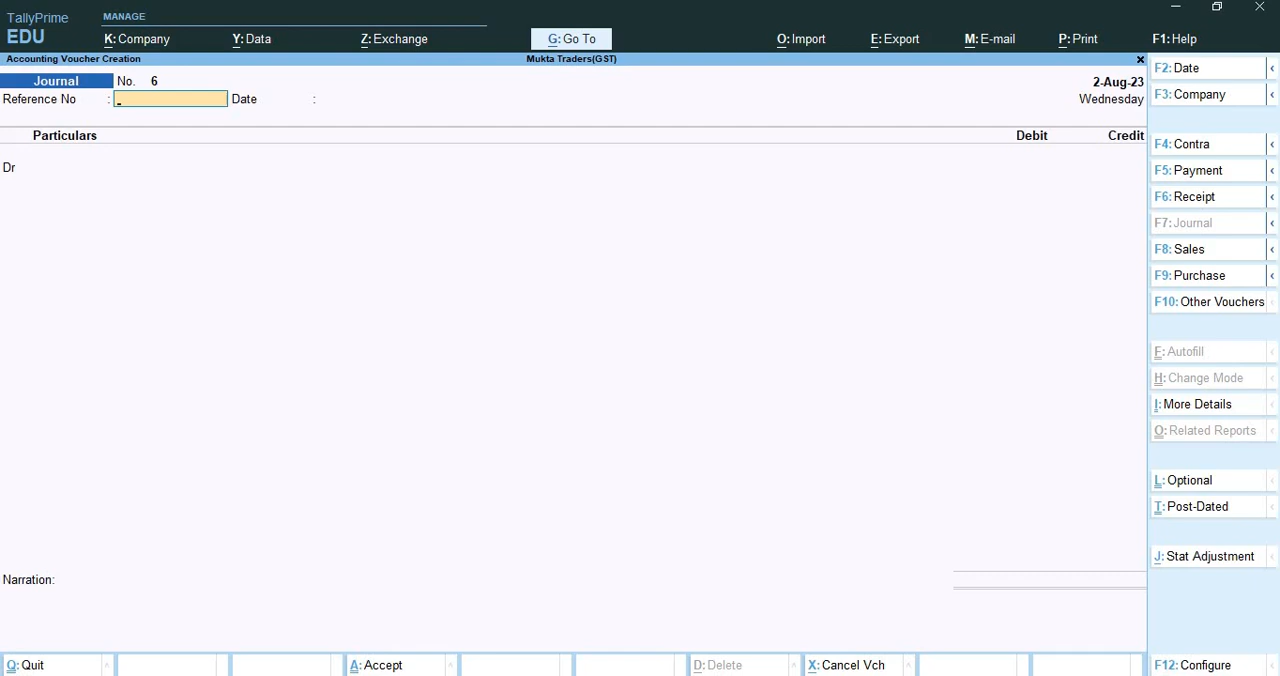 TallyPrime
EDU
MANAGE
K:Company
Y:Data
Z:Exchange
G:Go To
O:Import
E:Export
M:E-mail
P:Print
F1:Help
Accounting Voucher Creation
Mukta Traders(GST)
Journal No. 6
2-Aug-23
Reference No : Date :
Wednesday
Particulars Debit Credit
Dr
Narration:
F2:Date
F3:Company
F4:Contra
F5:Payment
F6:Receipt
F7:Journal
F8:Sales
F9:Purchase
F10:Other Vouchers
F:Autofill
H:Change Mode
I:More Details
O:Related Reports
L:Optional
T:Post-Dated
J:Stat Adjustment
Q:Quit
A:Accept
D:Delete
X:Cancel Vch
F12:Configure